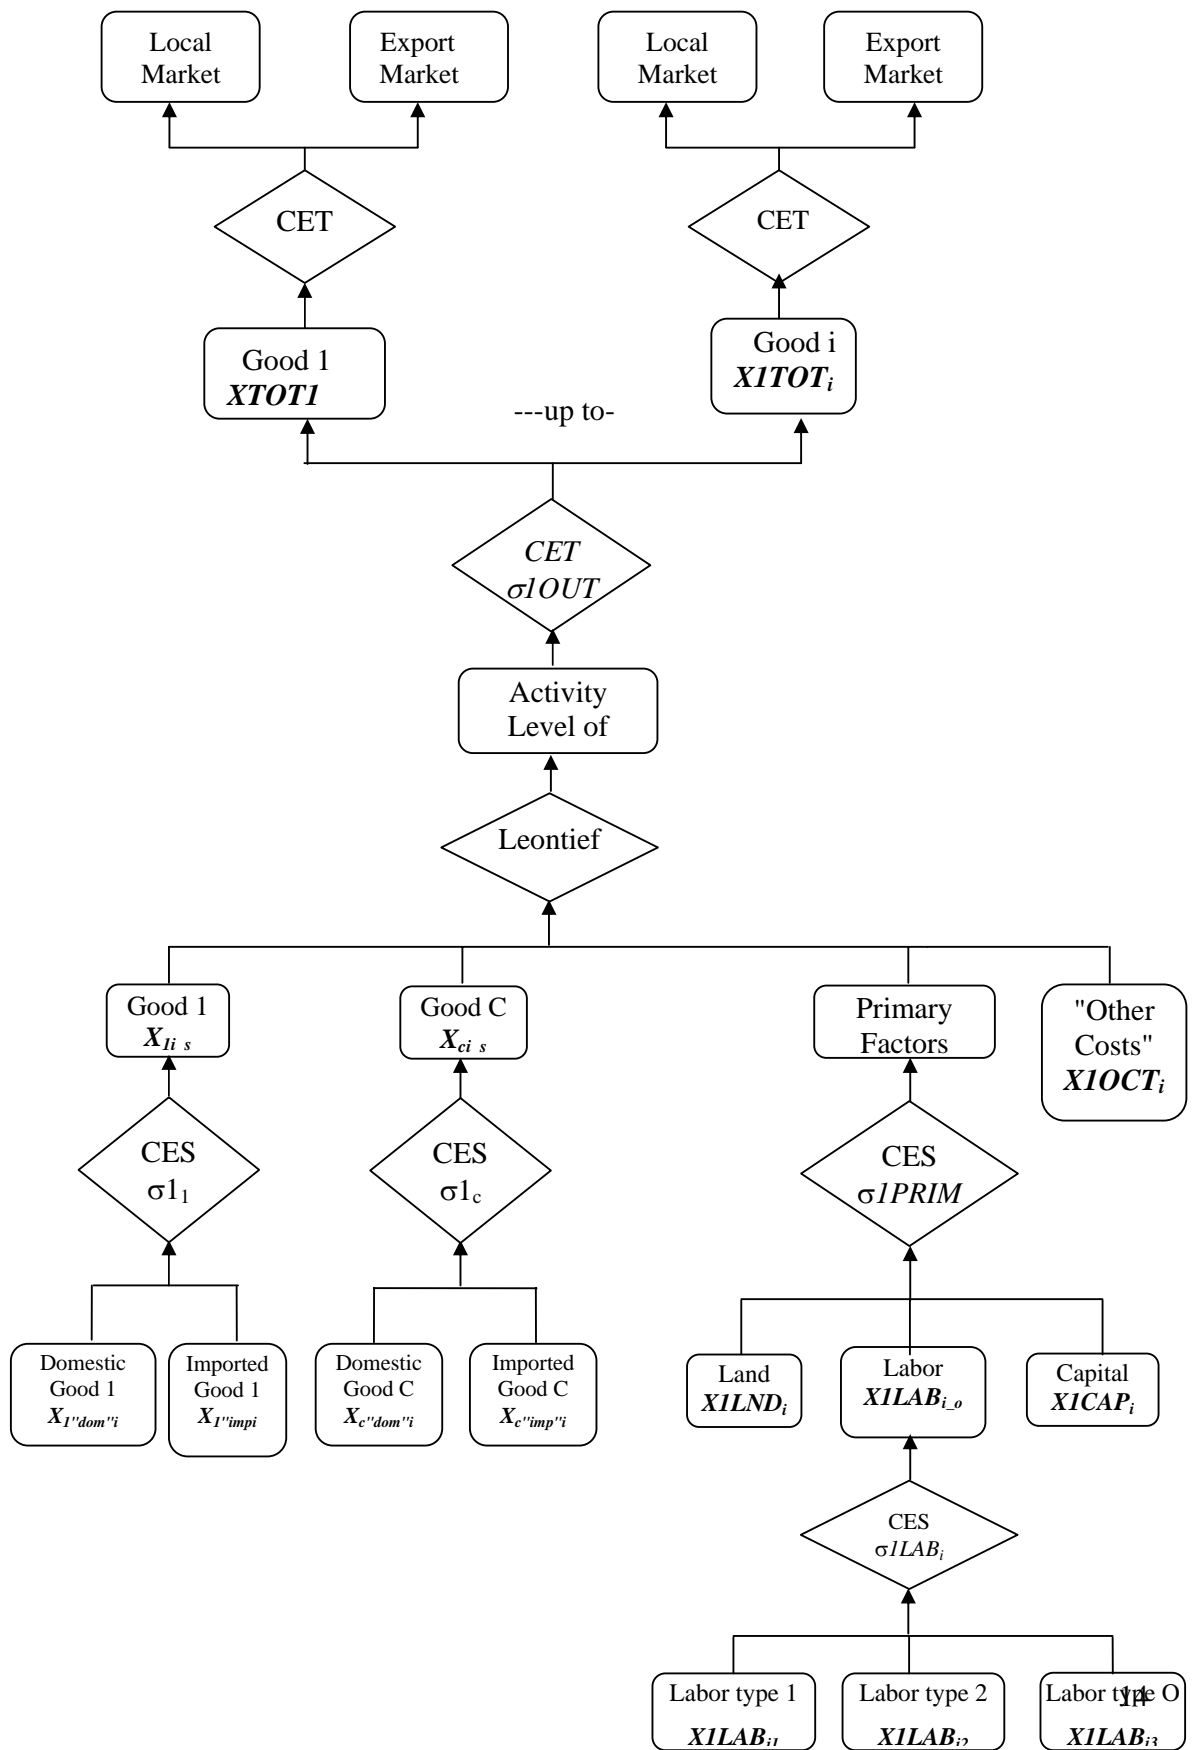 Local
Market
Export
Market
Local
Market
Export
Market
CET
CET
Good 1
XTOT1
Good i
X1TOTi
---up to-
CET
σ1OUT
Activity
Level of
Leontief
Good 1
X1i s
Good C
Xci s
Primary
Factors
"Other
Costs"
X1OCTi
CES
σ11
CES
σ1c
CES
σ1PRIM
Domestic
Good 1
X1"dom"i
Imported
Good 1
X1"impi
Domestic
Good C
Xc"dom"i
Imported
Good C
Xc"imp"i
Land
X1LNDi
Labor
X1LABi_o
Capital
X1CAPi
CES
σ1LABi
Labor type 1
X1LABi1
Labor type 2
X1LABi2
Labor type O
X1LABi3
14